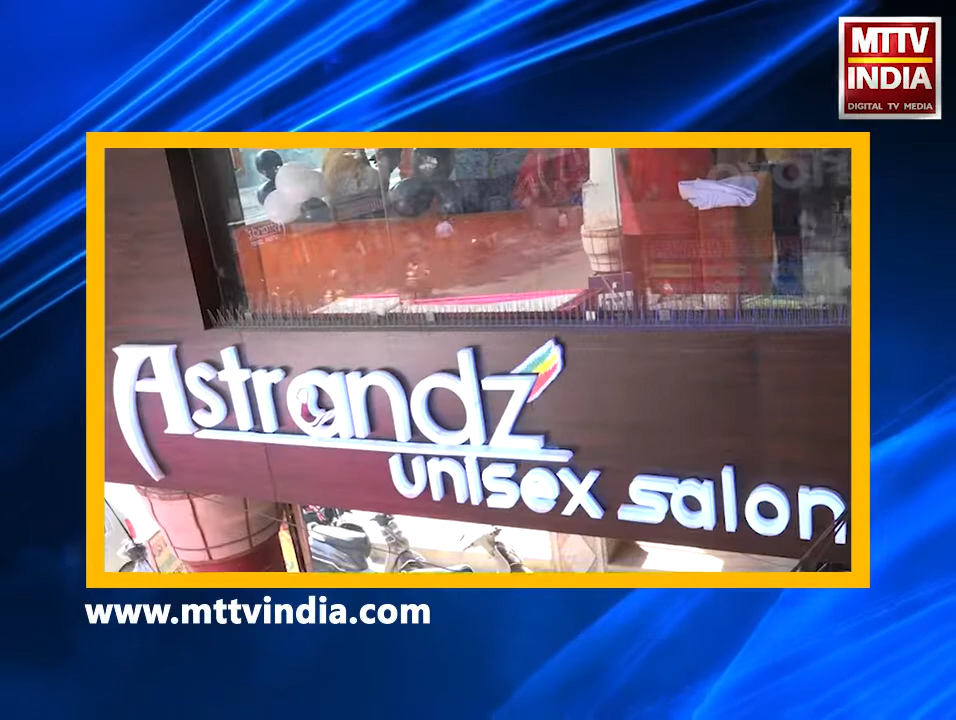 MTTV
INDIA
DIGITAL TV MEDIA
Astrandz
unisex salon
www.mttvindia.com